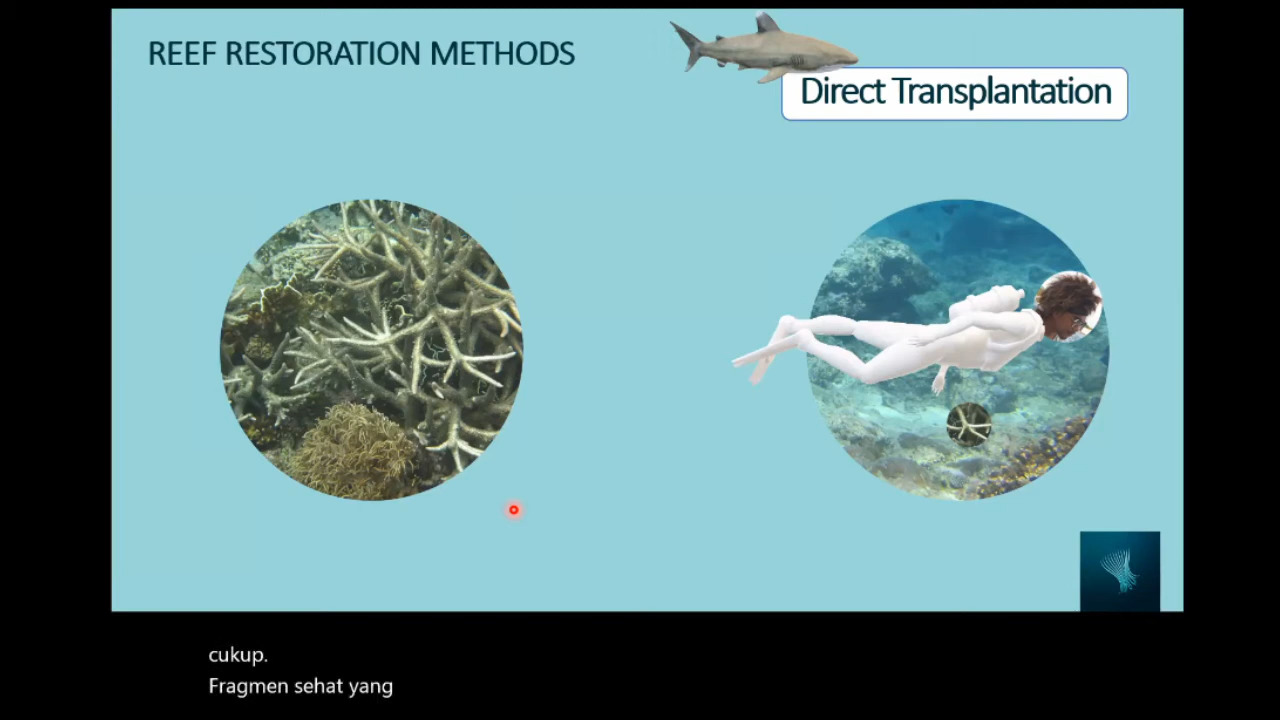 REEF RESTORATION METHODS
Direct Transplantation
cukup.
Fragmen sehat yang